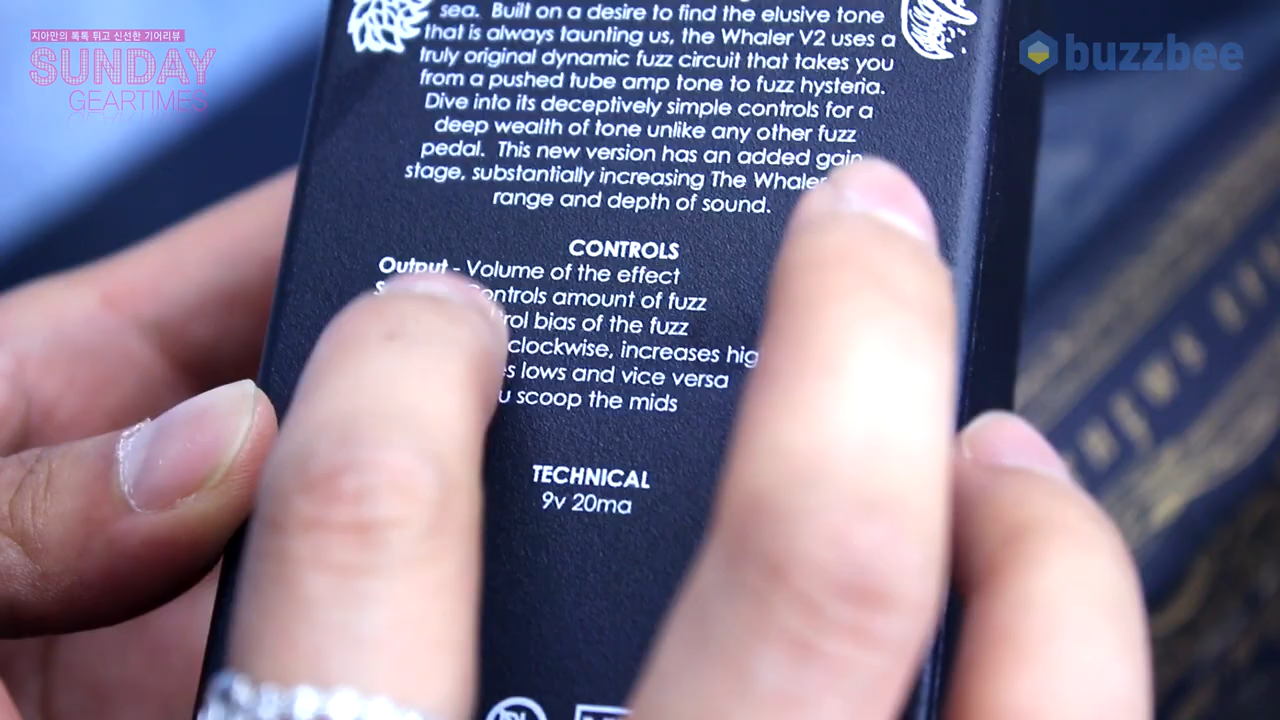 지아만의 톡톡 튀고 신선한 기어리뷰
SUNDAY
GEARTIMES
buzzbee
sea. Built on a desire to find the elusive tone
that is always taunting us, the Whaler V2 uses a
truly original dynamic fuzz circuit that takes you
from a pushed tube amp tone to fuzz hysteria.
Dive into its deceptively simple controls for a
deep wealth of tone unlike any other fuzz
pedal. This new version has an added gain
stage, substantially increasing The Whaler
range and depth of sound.
CONTROLS
Output - Volume of the effect
amount of fuzz
bias of the fuzz
clockwise, increases
lows and vice versa
scoop the mids
TECHNICAL
9v 20ma